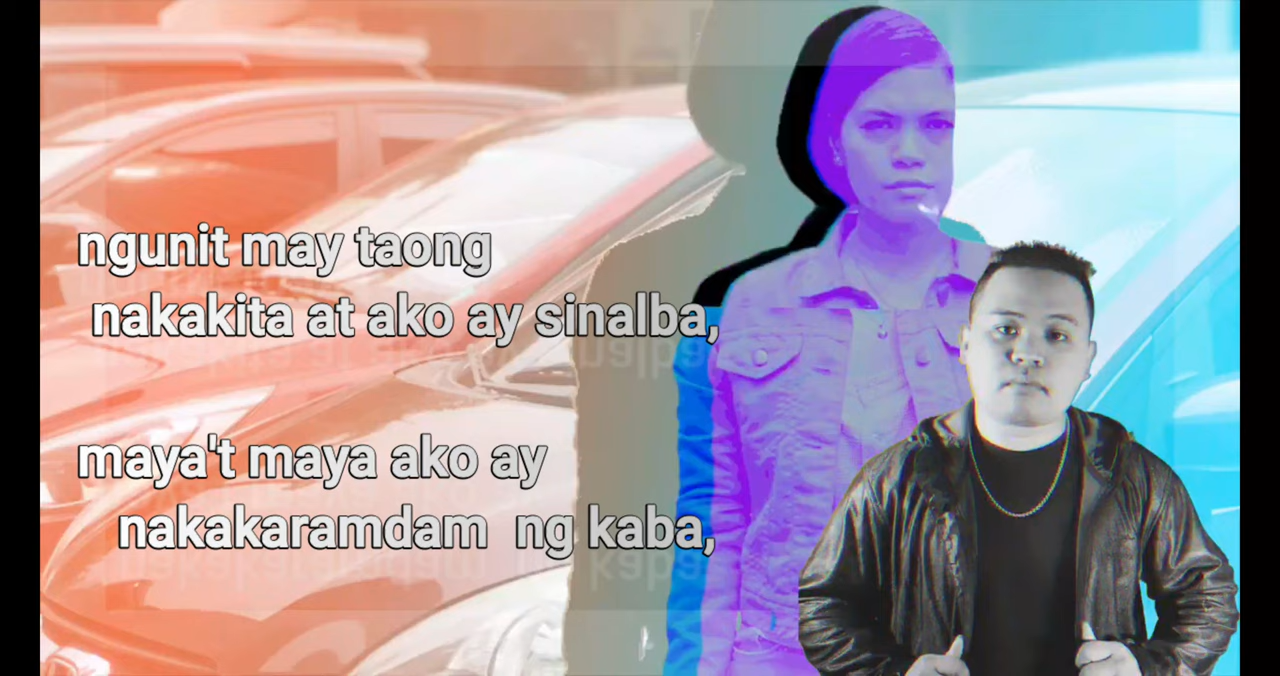 ngunit may taong
nakakita at ako ay sinalba,
maya't maya ako ay
nakakaramdam ng kaba,